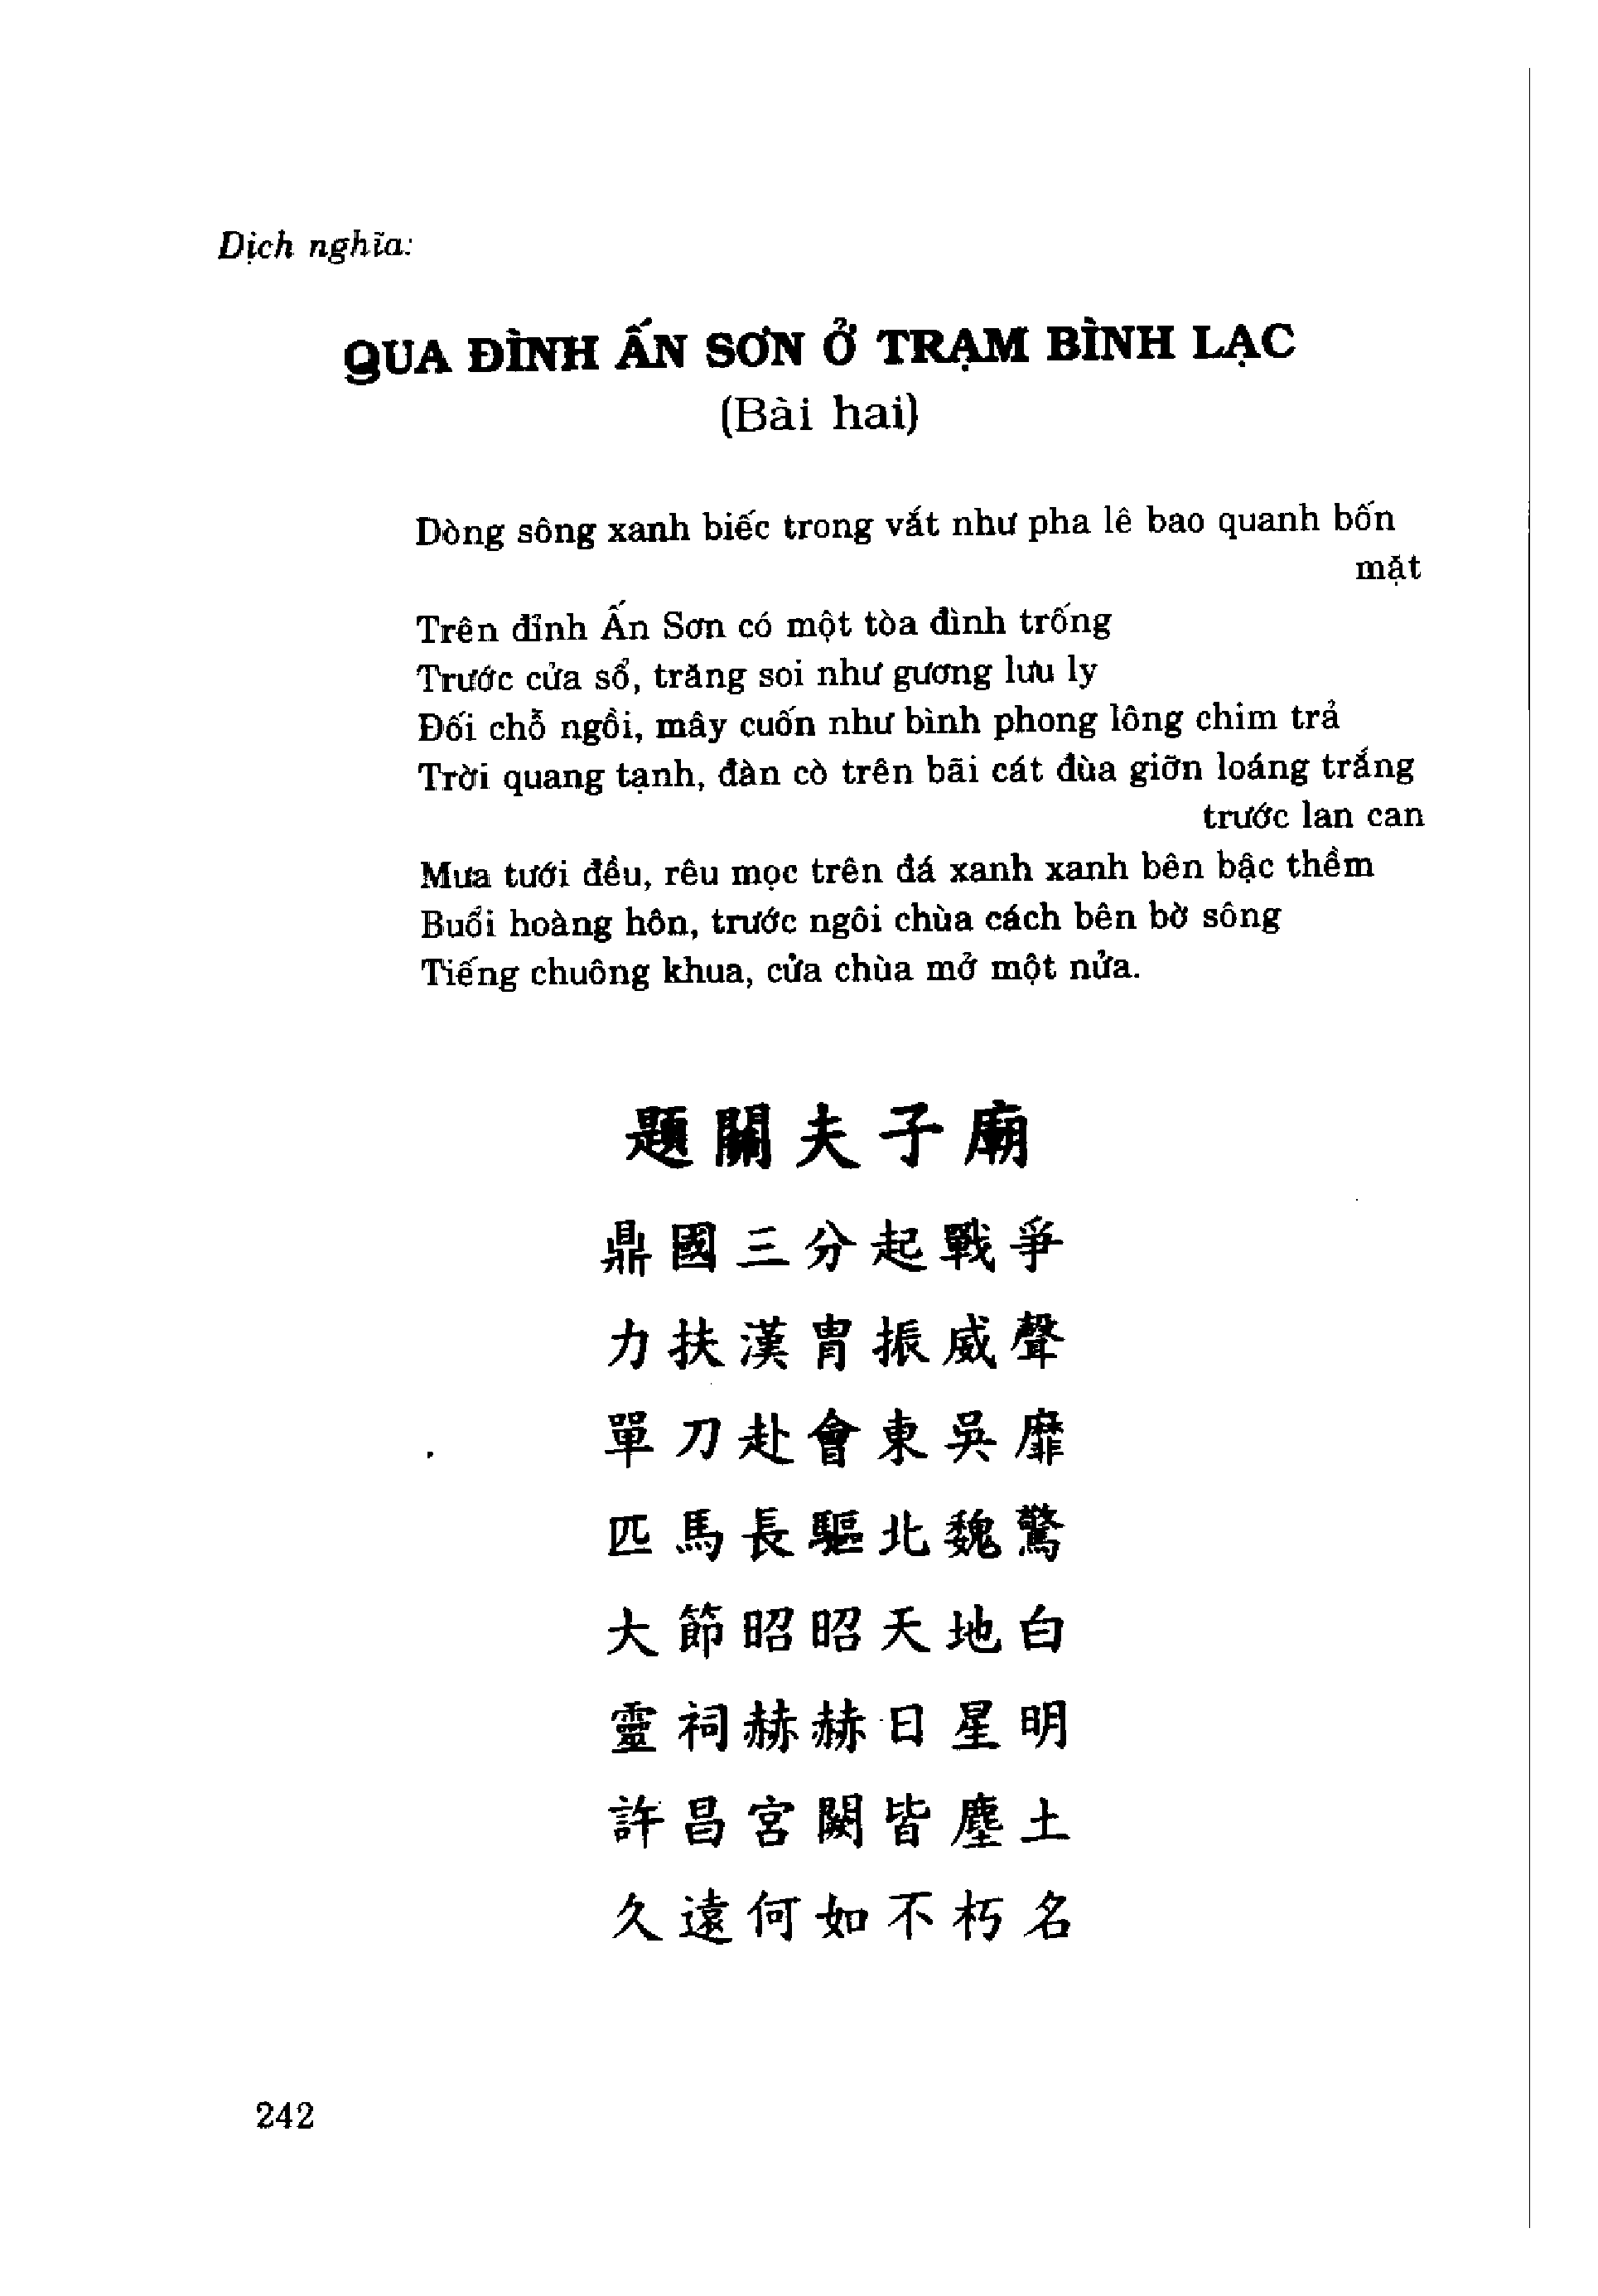 Dịch nghĩa:
QUA ĐÌNH ẤN SƠN Ở TRẠM BÌNH LẠC
(Bài hai)
Dòng sông xanh biếc trong vắt như pha lê bao quanh bốn
mặt
Trên đỉnh Ấn Sơn có một tòa đình trống
Trước cửa sổ, trăng soi như gương lưu ly
Đối chỗ ngồi, mây cuốn như bình phong lông chim trả
Trời quang tạnh, đàn cò trên bãi cát đùa giỡn loáng trắng
trước lan can
Mưa tưới đều, rêu mọc trên đá xanh xanh bên bậc thềm
Buổi hoàng hôn, trước ngôi chùa cách bên bờ sông
Tiếng chuông khua, cửa chùa mở một nửa.
題關夫子廟
鼎國三分起戰爭
力扶漢胄振威聲
單刀赴會東吳靡
匹馬長驅北魏驚
大節昭昭天地白
靈祠赫赫日星明
許昌宮闕皆塵土
久遠何如不朽名
242